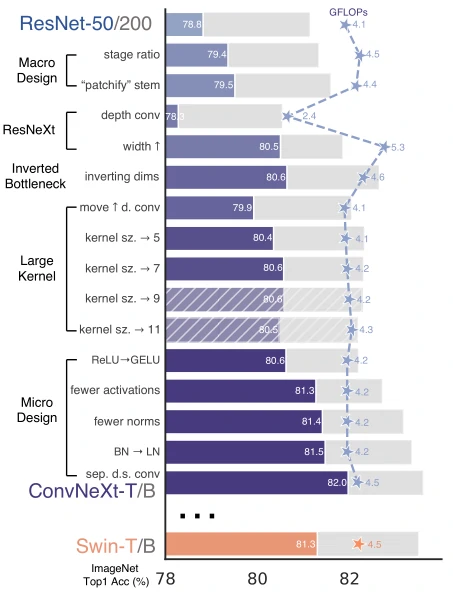 GFLOPs
ResNet-50/200 78.8 4.1
Macro Design
stage ratio 79.4 4.5
“patchify” stem 79.5 4.4
ResNeXt
depth conv 78.3 2.4
width ↑ 80.5 5.3
Inverted Bottleneck
inverting dims 80.6 4.6
Large Kernel
move ↑ d. conv 79.9 4.1
kernel sz. → 5 80.4 4.1
kernel sz. → 7 80.6 4.2
kernel sz. → 9 80.6 4.2
kernel sz. → 11 80.5 4.3
Micro Design
ReLU→GELU 80.6 4.2
fewer activations 81.3 4.2
fewer norms 81.4 4.2
BN → LN 81.5 4.2
sep. d.s. conv 82.0 4.5
ConvNeXt-T/B
...
Swin-T/B 81.3 4.5
ImageNet
Top1 Acc (%) 78 80 82